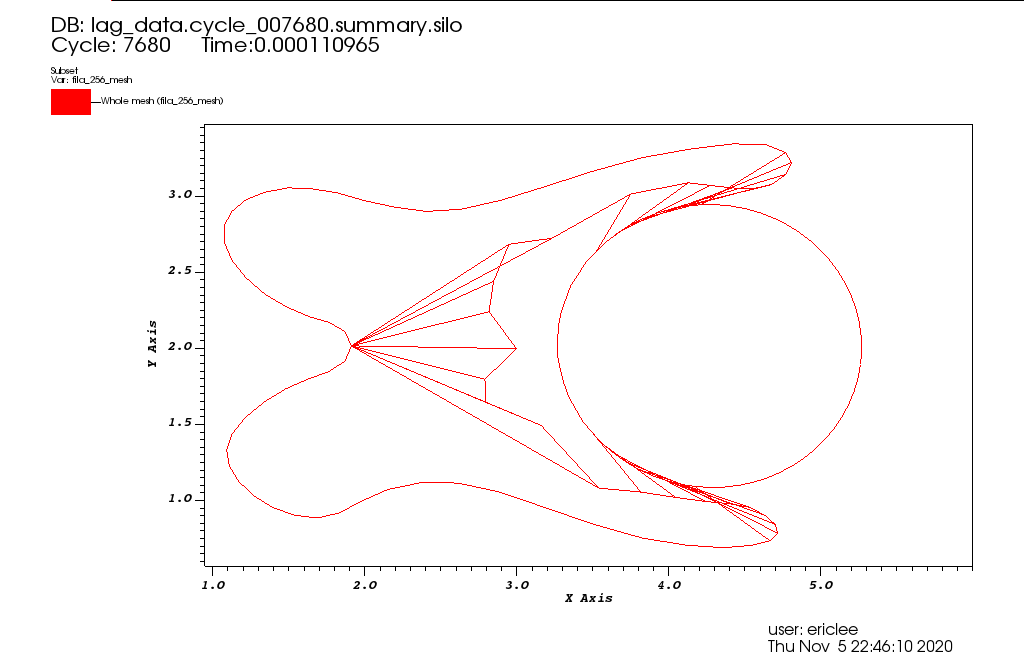 DB: lag_data.cycle_007680.summary.silo
Cycle: 7680 Time:0.000110965
Subset
Var: fila_256_mesh
Whole mesh (fila_256_mesh)
3.0
2.5
2.0
1.5
1.0
Y Axis
1.0 2.0 3.0 4.0 5.0
X Axis
user: ericlee
Thu Nov 5 22:46:10 2020